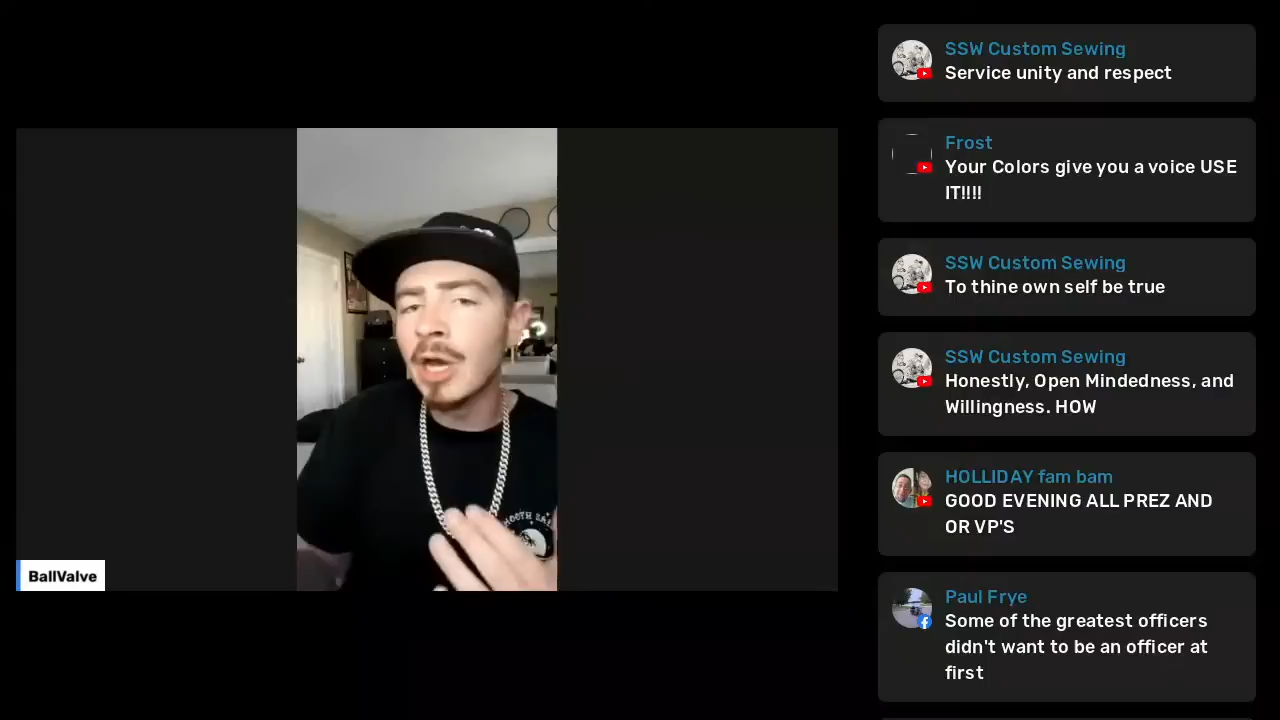 SSW Custom Sewing
Service unity and respect
Frost
Your Colors give you a voice USE
IT!!!!
SSW Custom Sewing
To thine own self be true
SSW Custom Sewing
Honestly, Open Mindedness, and
Willingness. HOW
HOLLIDAY fam bam
GOOD EVENING ALL PREZ AND
OR VP'S
Paul Frye
Some of the greatest officers
didn't want to be an officer at
first
BallValve